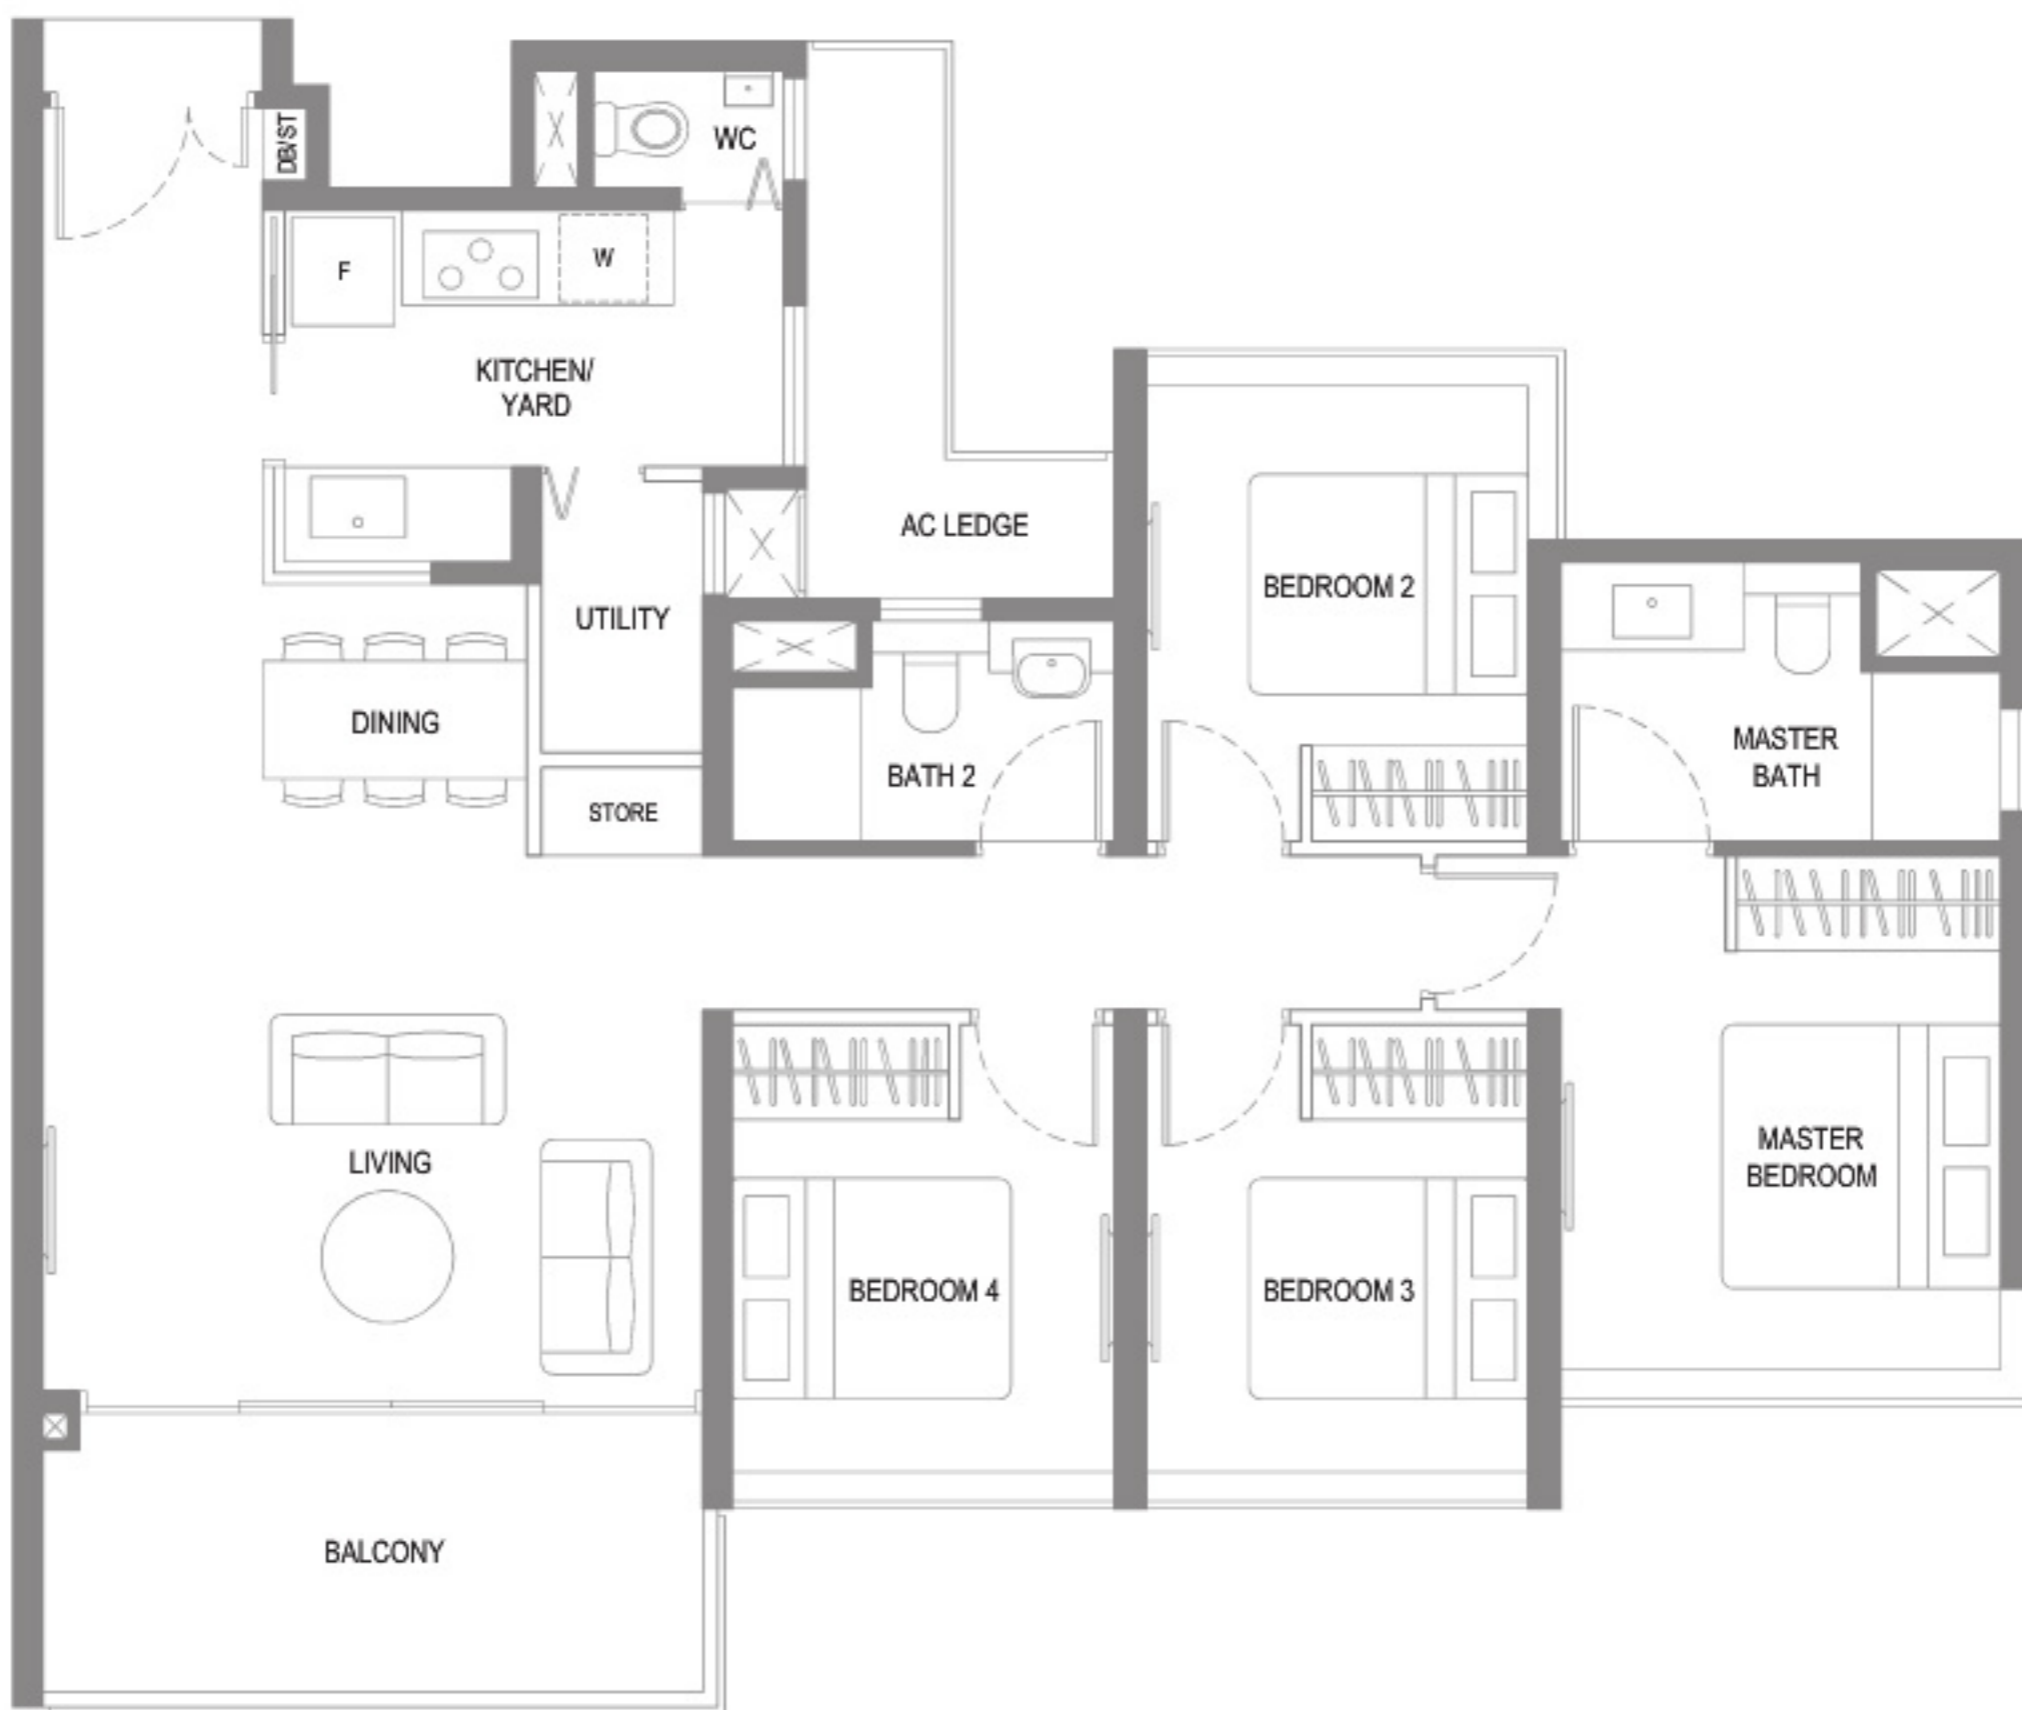 DB/ST
WC
F
W
KITCHEN/
YARD
AC LEDGE
BEDROOM 2
UTILITY
DINING
MASTER
BATH
BATH 2
STORE
LIVING
MASTER
BEDROOM
BEDROOM 4
BEDROOM 3
BALCONY